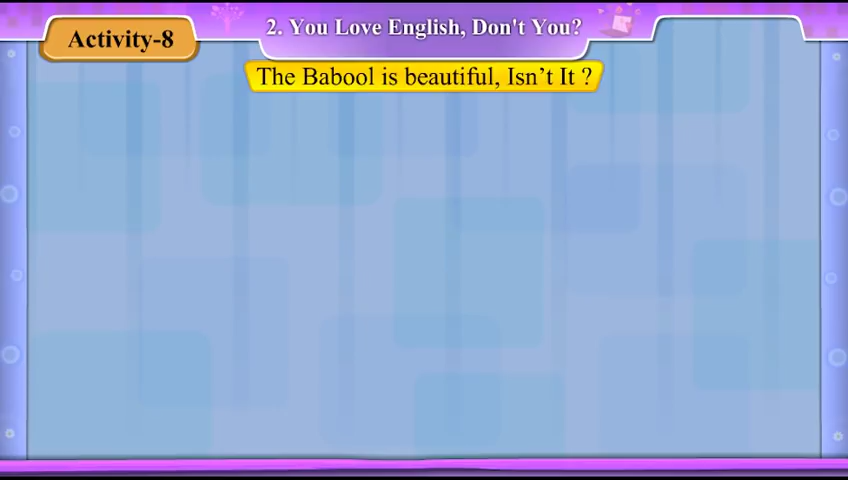 2. You Love English, Don't You?
Activity-8
The Babool is beautiful, Isn't It ?